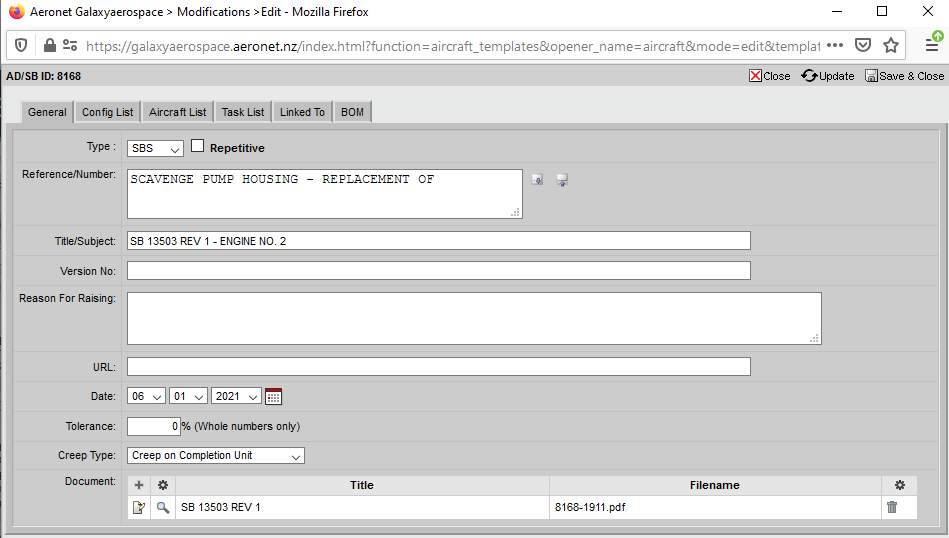 Aeronet Galaxyaerospace > Modifications >Edit - Mozilla Firefox
https://galaxyaerospace.aeronet.nz/index.html?function=aircraft_templates&opener_name=aircraft&mode=edit&templat
AD/SB ID: 8168 Close Update Save & Close
General Config List Aircraft List Task List Linked To BOM
Type : SBS Repetitive
Reference/Number: SCAVENGE PUMP HOUSING - REPLACEMENT OF
Title/Subject: SB 13503 REV 1 - ENGINE NO. 2
Version No:
Reason For Raising:
URL:
Date: 06 01 2021
Tolerance: 0 % (Whole numbers only)
Creep Type: Creep on Completion Unit
Document: Title Filename
SB 13503 REV 1 8168-1911.pdf